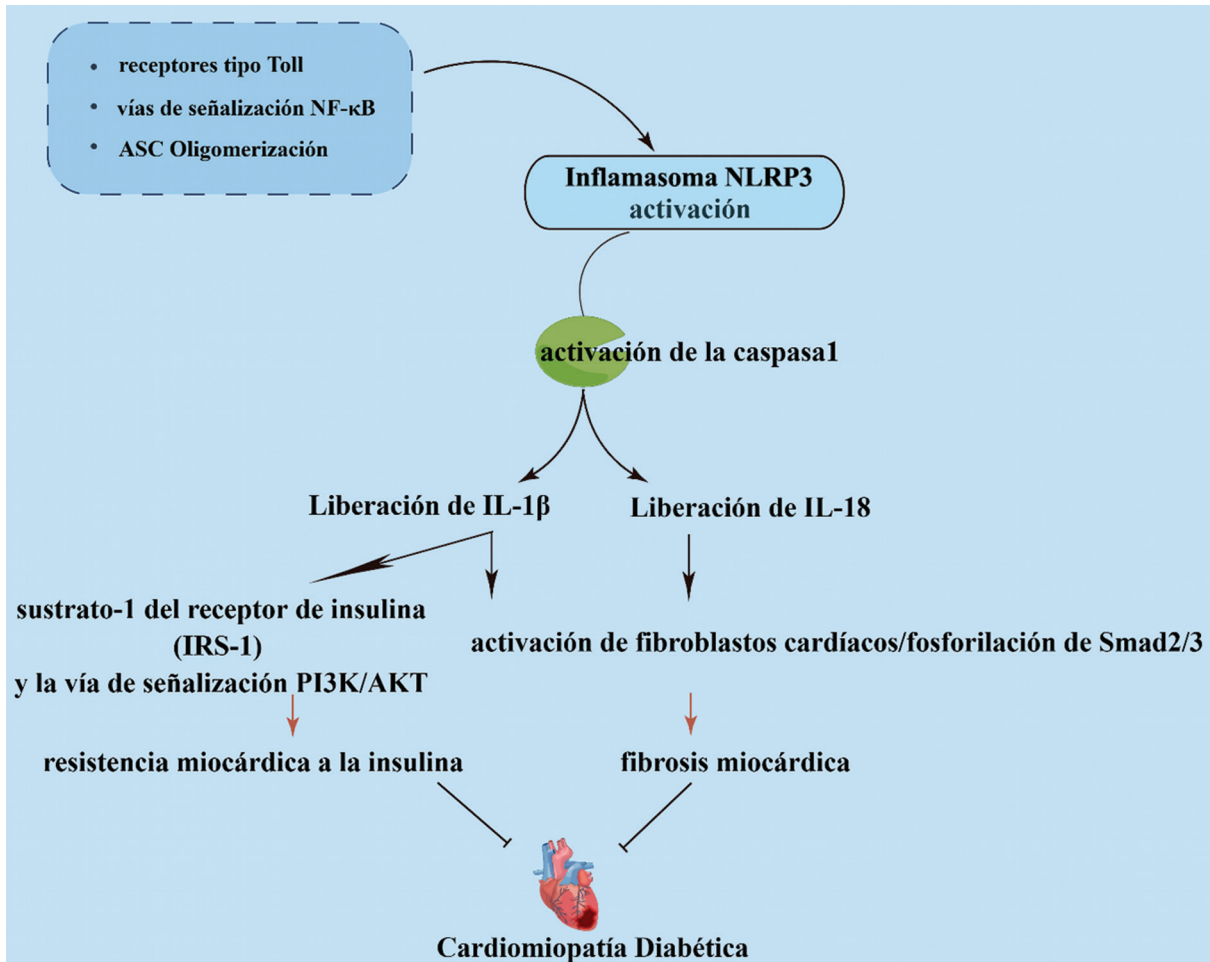 receptores tipo Toll
vías de señalización NF-κB
ASC Oligomerización
Inflamasoma NLRP3
activación
activación de la caspasa1
Liberación de IL-1β
Liberación de IL-18
sustrato-1 del receptor de insulina
(IRS-1)
y la vía de señalización PI3K/AKT
activación de fibroblastos cardíacos/fosforilación de Smad2/3
resistencia miocárdica a la insulina
fibrosis miocárdica
Cardiomiopatía Diabética